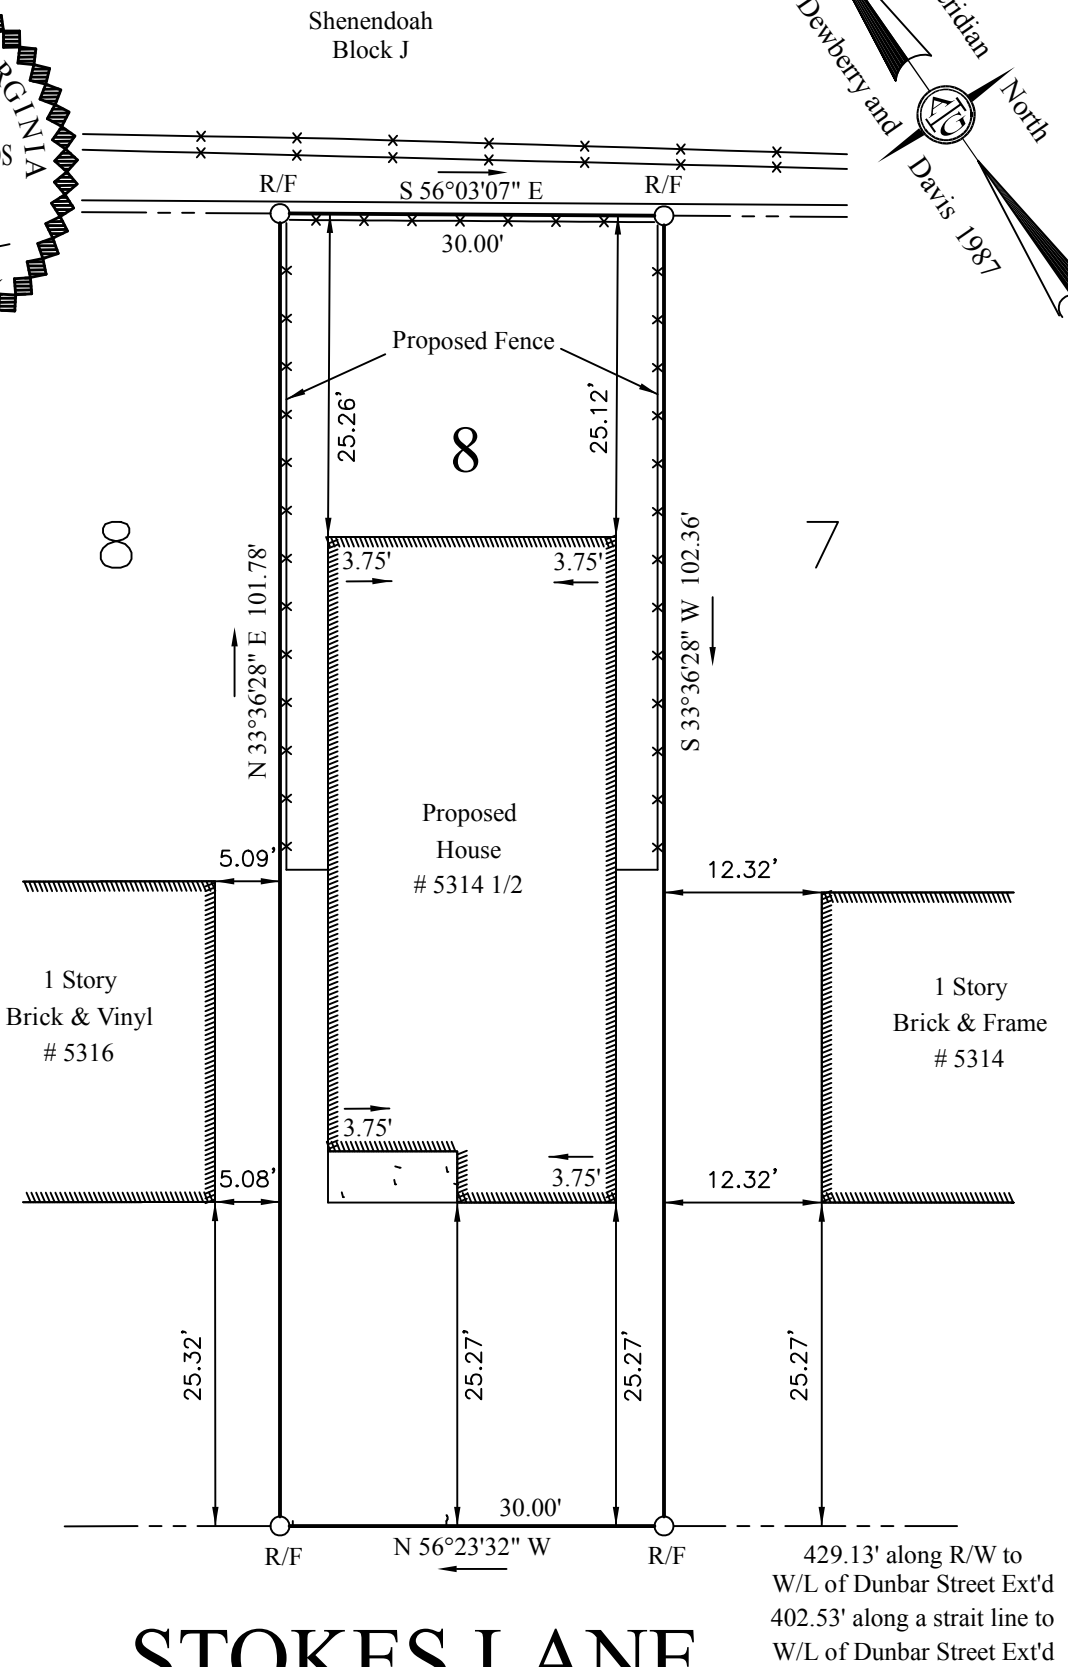 Shenendoah
Block J
RGINIA
Dewberry and
Davis 1987
North
R/F
S 56°03'07" E
R/F
30.00'
Proposed Fence
25.26'
25.12'
8
8
7
3.75'
3.75'
N 33°36'28" E 101.78'
S 33°36'28" W 102.36'
Proposed
House
# 5314 1/2
5.09'
12.32'
1 Story
Brick & Vinyl
# 5316
1 Story
Brick & Frame
# 5314
3.75'
3.75'
5.08'
12.32'
25.32'
25.27'
25.27'
25.27'
30.00'
R/F
N 56°23'32" W
R/F
429.13' along R/W to
W/L of Dunbar Street Ext'd
402.53' along a strait line to
W/L of Dunbar Street Ext'd
STOKES LANE